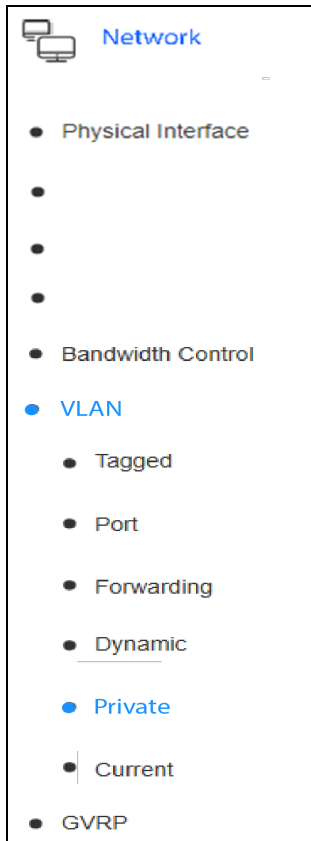 Network
Physical Interface
Bandwidth Control
VLAN
Tagged
Port
Forwarding
Dynamic
Private
Current
GVRP